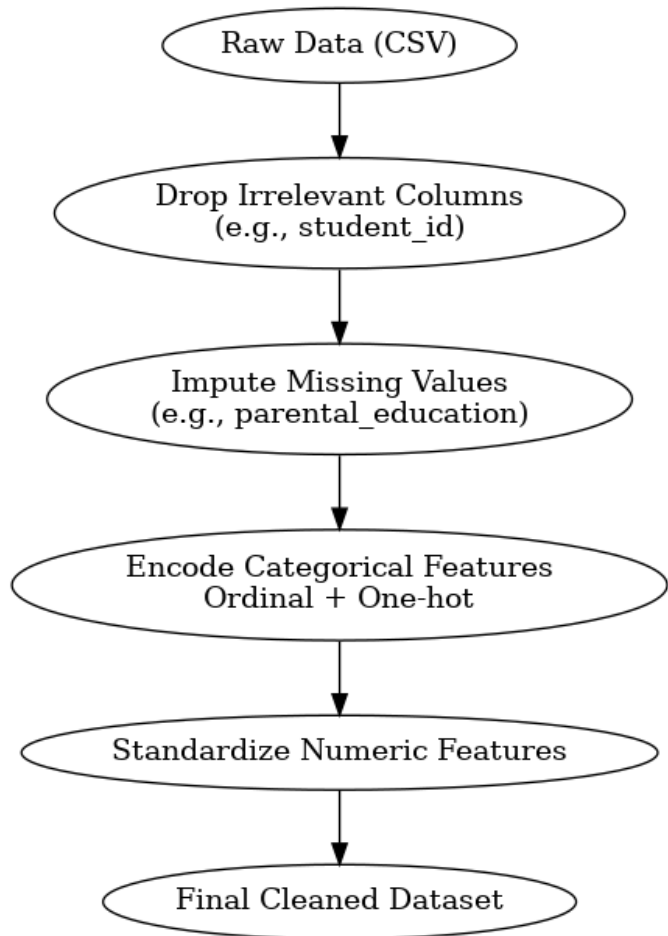 Raw Data (CSV)
Drop Irrelevant Columns
(e.g., student_id)
Impute Missing Values
(e.g., parental_education)
Encode Categorical Features
Ordinal + One-hot
Standardize Numeric Features
Final Cleaned Dataset